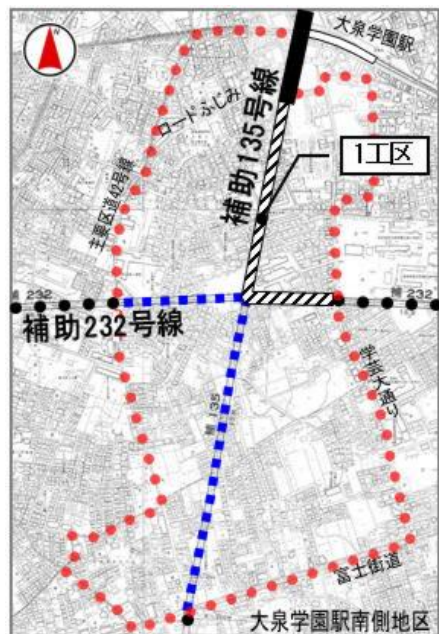 N
大泉学園駅
ロードふじみ
補助135号線
1工区
主要区道42号線
補 232
補 232
補助232号線
学芸大通り
補 135
富士街道
大泉学園駅南側地区